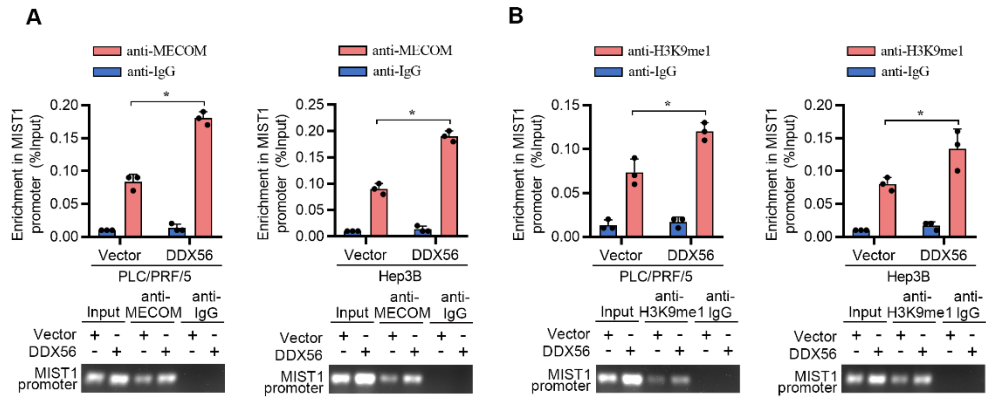 A
anti-MECOM
anti-IgG
Enrichment in MIST1
promoter (%Input)
0.20
0.15
0.10
0.05
0.00
*
Vector DDX56
PLC/PRF/5
anti-MECOM
anti-IgG
Enrichment in MIST1
promoter (%Input)
0.25
0.20
0.15
0.10
0.05
0.00
*
Vector DDX56
Hep3B
anti- anti-
Input MECOM IgG
Vector + - + - + -
DDX56 - + - + - +
MIST1
promoter
anti- anti-
Input MECOM IgG
Vector + - + - + -
DDX56 - + - + - +
MIST1
promoter
B
anti-H3K9me1
anti-IgG
Enrichment in MIST1
promoter (%Input)
0.15
0.10
0.05
0.00
*
Vector DDX56
PLC/PRF/5
anti-H3K9me1
anti-IgG
Enrichment in MIST1
promoter (%Input)
0.20
0.15
0.10
0.05
0.00
*
Vector DDX56
Hep3B
anti- anti-
Input H3K9me1 IgG
Vector + - + - + -
DDX56 - + - + - +
MIST1
promoter
anti- anti-
Input H3K9me1 IgG
Vector + - + - + -
DDX56 - + - + - +
MIST1
promoter